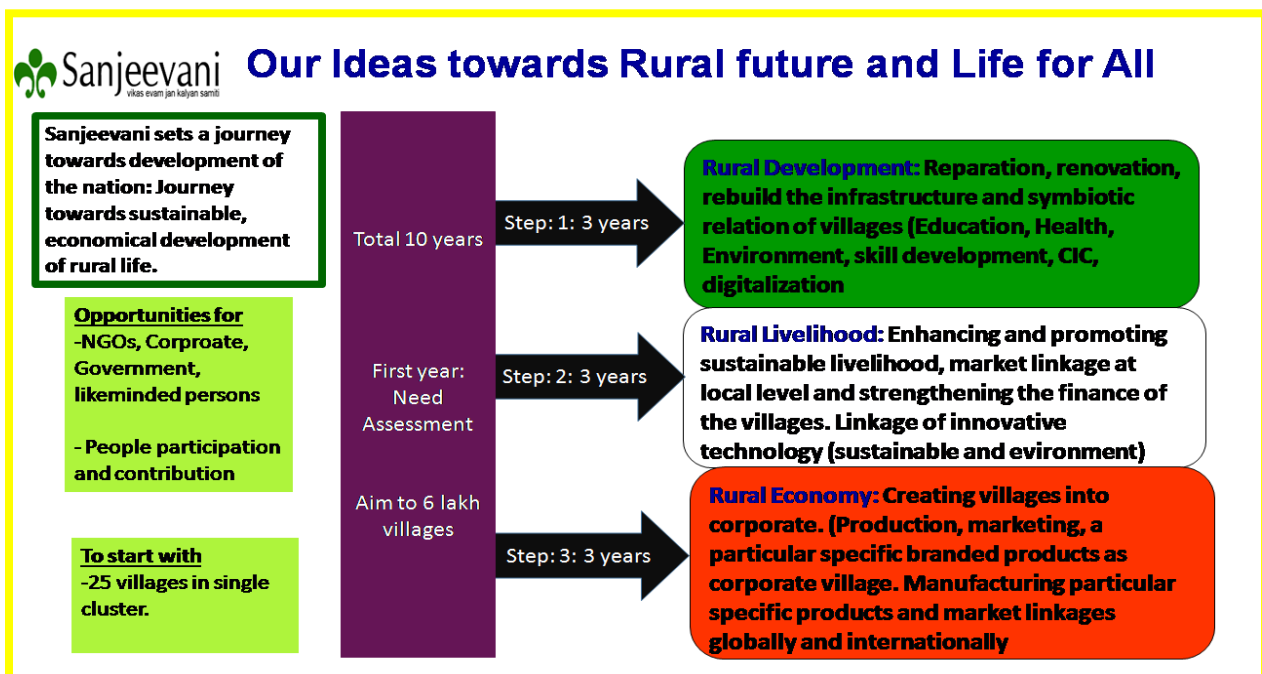 Sanjeevani
vikas evam jan kalyan samiti
Our Ideas towards Rural future and Life for All
Sanjeevani sets a journey
towards development of
the nation: Journey
towards sustainable,
economical development
of rural life.
Opportunities for
-NGOs, Corproate,
Government,
likeminded persons
- People participation
and contribution
To start with
-25 villages in single
cluster.
Total 10 years
First year:
Need
Assessment
Aim to 6 lakh
villages
Step: 1: 3 years
Rural Development: Reparation, renovation,
rebuild the infrastructure and symbiotic
relation of villages (Education, Health,
Environment, skill development, CIC,
digitalization
Step: 2: 3 years
Rural Livelihood: Enhancing and promoting
sustainable livelihood, market linkage at
local level and strengthening the finance of
the villages. Linkage of innovative
technology (sustainable and evironment)
Step: 3: 3 years
Rural Economy: Creating villages into
corporate. (Production, marketing, a
particular specific branded products as
corporate village. Manufacturing particular
specific products and market linkages
globally and internationally